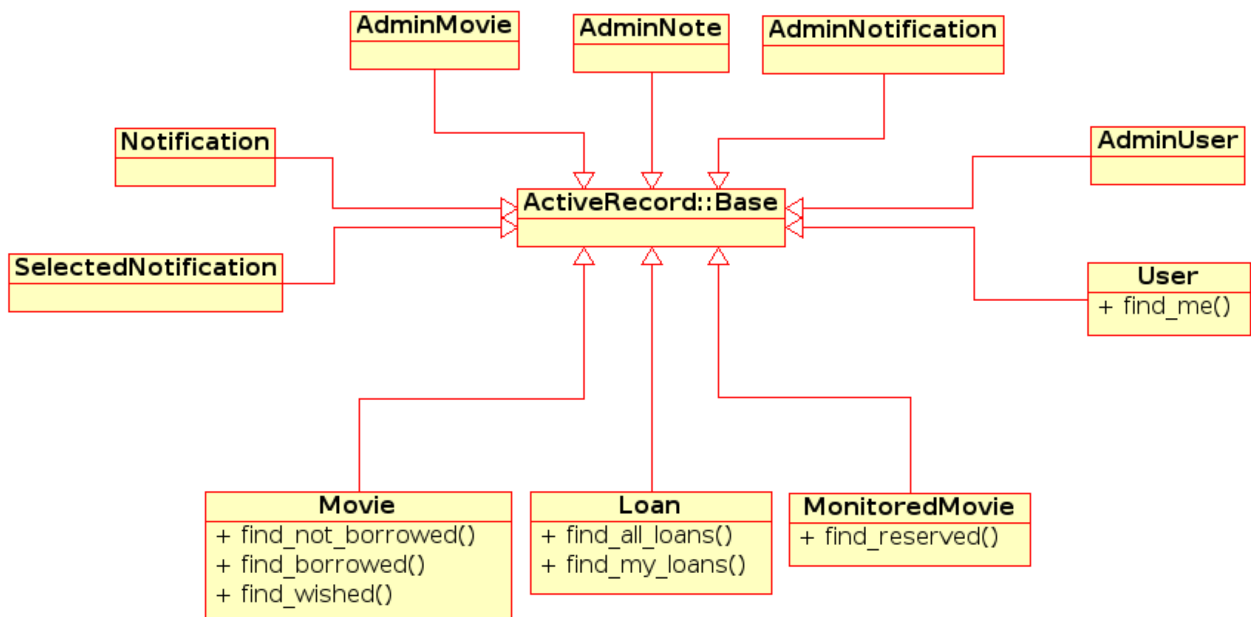 AdminMovie
AdminNote
AdminNotification
Notification
AdminUser
ActiveRecord::Base
SelectedNotification
User
+ find_me()
Movie
+ find_not_borrowed()
+ find_borrowed()
+ find_wished()
Loan
+ find_all_loans()
+ find_my_loans()
MonitoredMovie
+ find_reserved()